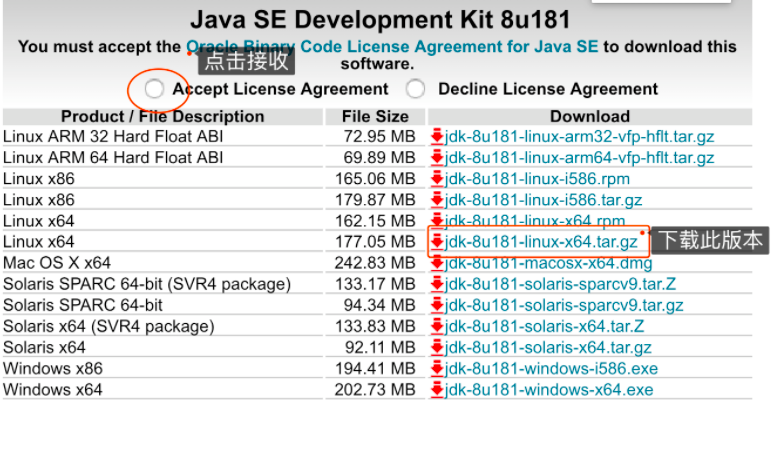 Java SE Development Kit 8u181
You must accept the Oracle Binary Code License Agreement for Java SE to download this
software.
点击接收
Accept License Agreement Decline License Agreement
Product / File Description File Size Download
Linux ARM 32 Hard Float ABI 72.95 MB jdk-8u181-linux-arm32-vfp-hflt.tar.gz
Linux ARM 64 Hard Float ABI 69.89 MB jdk-8u181-linux-arm64-vfp-hflt.tar.gz
Linux x86 165.06 MB jdk-8u181-linux-i586.rpm
Linux x86 179.87 MB jdk-8u181-linux-i586.tar.gz
Linux x64 162.15 MB jdk-8u181-linux-x64.rpm
Linux x64 177.05 MB jdk-8u181-linux-x64.tar.gz 下载此版本
Mac OS X x64 242.83 MB jdk-8u181-macosx-x64.dmg
Solaris SPARC 64-bit (SVR4 package) 133.17 MB jdk-8u181-solaris-sparcv9.tar.Z
Solaris SPARC 64-bit 94.34 MB jdk-8u181-solaris-sparcv9.tar.gz
Solaris x64 (SVR4 package) 133.83 MB jdk-8u181-solaris-x64.tar.Z
Solaris x64 92.11 MB jdk-8u181-solaris-x64.tar.gz
Windows x86 194.41 MB jdk-8u181-windows-i586.exe
Windows x64 202.73 MB jdk-8u181-windows-x64.exe